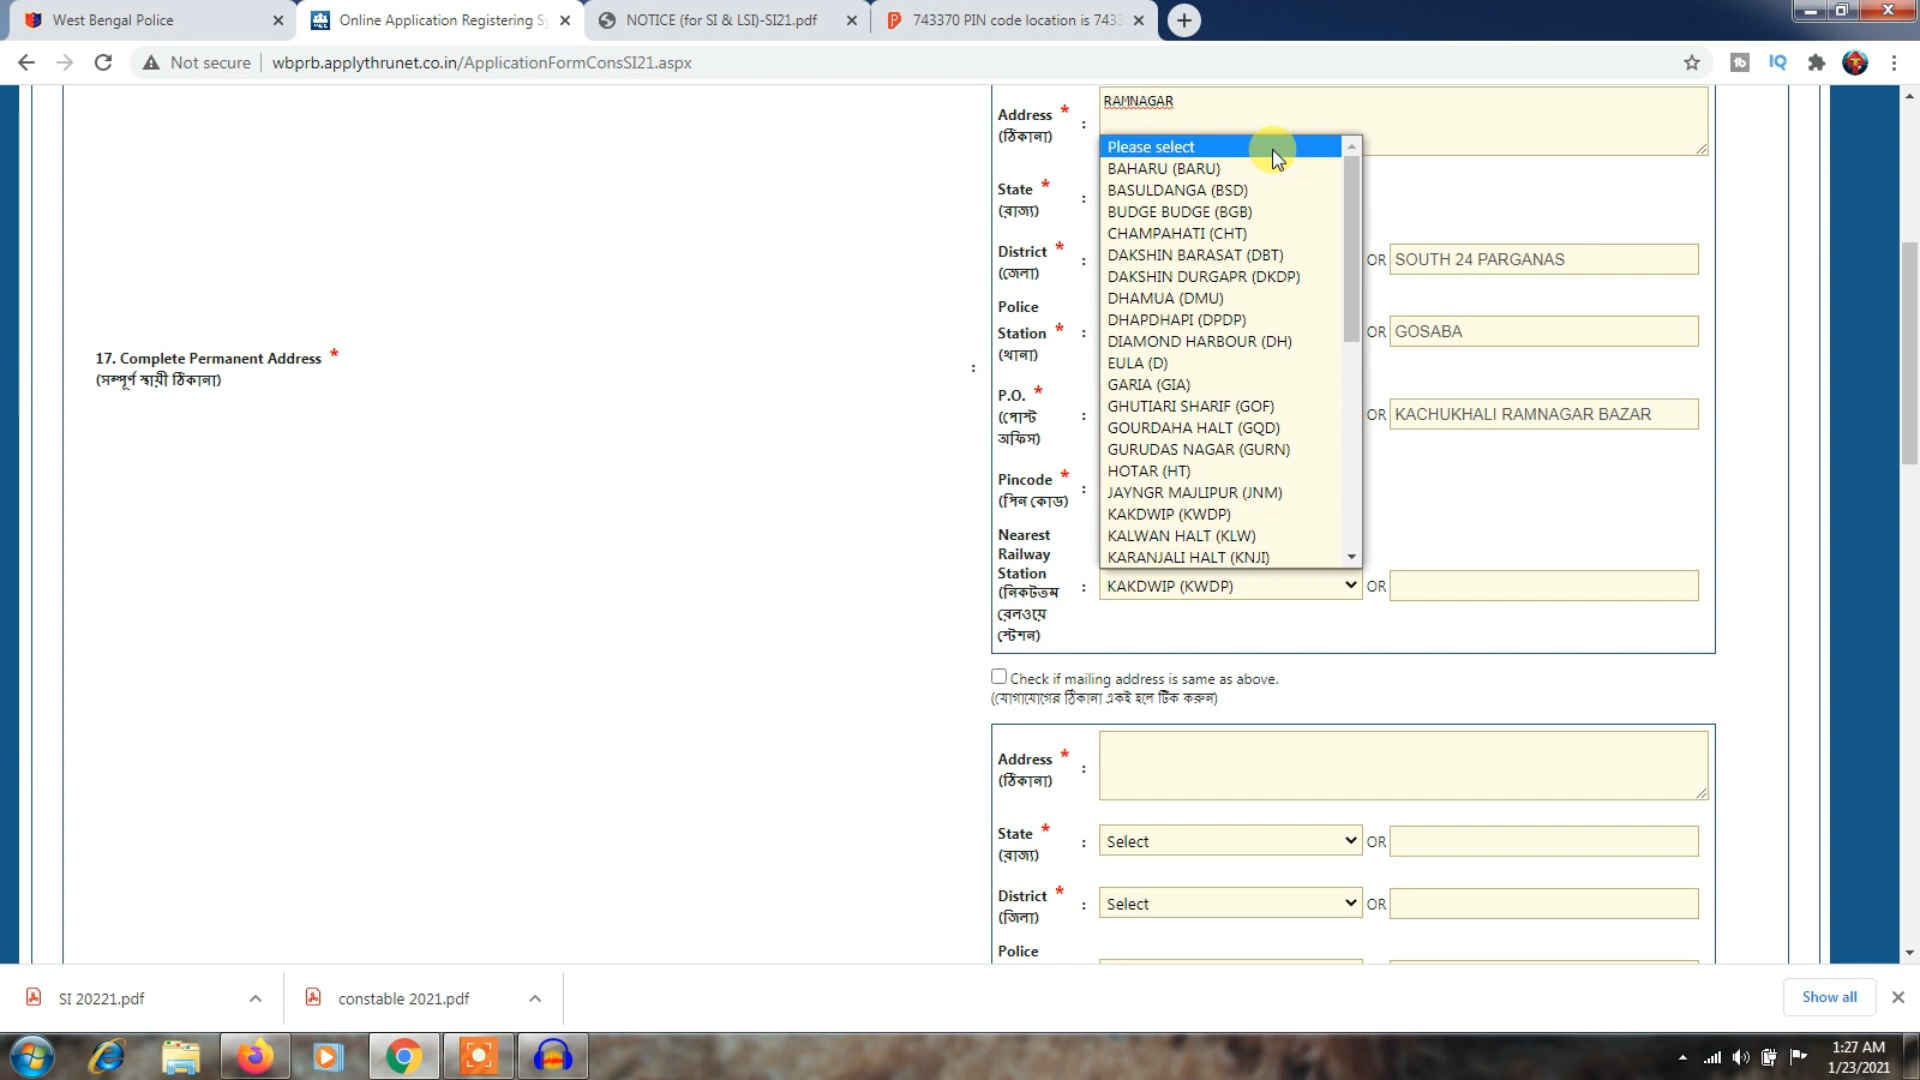 West Bengal Police
Online Application Registering Sy
NOTICE (for SI & LSI)-SI21.pdf
743370 PIN code location is 743
Not secure
wbprb.applythrunet.co.in/ApplicationFormConsSI21.aspx
17. Complete Permanent Address * :
(সম্পূর্ণ স্থায়ী ঠিকানা)
Address * :
(ঠিকানা)
RAMNAGAR
State * :
(রাজ্য)
District * :
(জেলা)
OR SOUTH 24 PARGANAS
Police
Station * :
(থানা)
OR GOSABA
P.O. * :
(পোস্ট
অফিস)
OR KACHUKHALI RAMNAGAR BAZAR
Pincode * :
(পিন কোড)
Please select
BAHARU (BARU)
BASULDANGA (BSD)
BUDGE BUDGE (BGB)
CHAMPAHATI (CHT)
DAKSHIN BARASAT (DBT)
DAKSHIN DURGAPR (DKDP)
DHAMUA (DMU)
DHAPDHAPI (DPDP)
DIAMOND HARBOUR (DH)
EULA (D)
GARIA (GIA)
GHUTIARI SHARIF (GOF)
GOURDAHA HALT (GQD)
GURUDAS NAGAR (GURN)
HOTAR (HT)
JAYNGR MAJLIPUR (JNM)
KAKDWIP (KWDP)
KALWAN HALT (KLW)
KARANJALI HALT (KNJI)
Nearest
Railway
Station :
(নিকটতম
রেলওয়ে
স্টেশন)
KAKDWIP (KWDP) OR
Check if mailing address is same as above.
(যোগাযোগের ঠিকানা একই হলে টিক করুন)
Address * :
(ঠিকানা)
State * : Select OR
(রাজ্য)
District * : Select OR
(জিলা)
Police
SI 20221.pdf
constable 2021.pdf
Show all
1:27 AM
1/23/2021